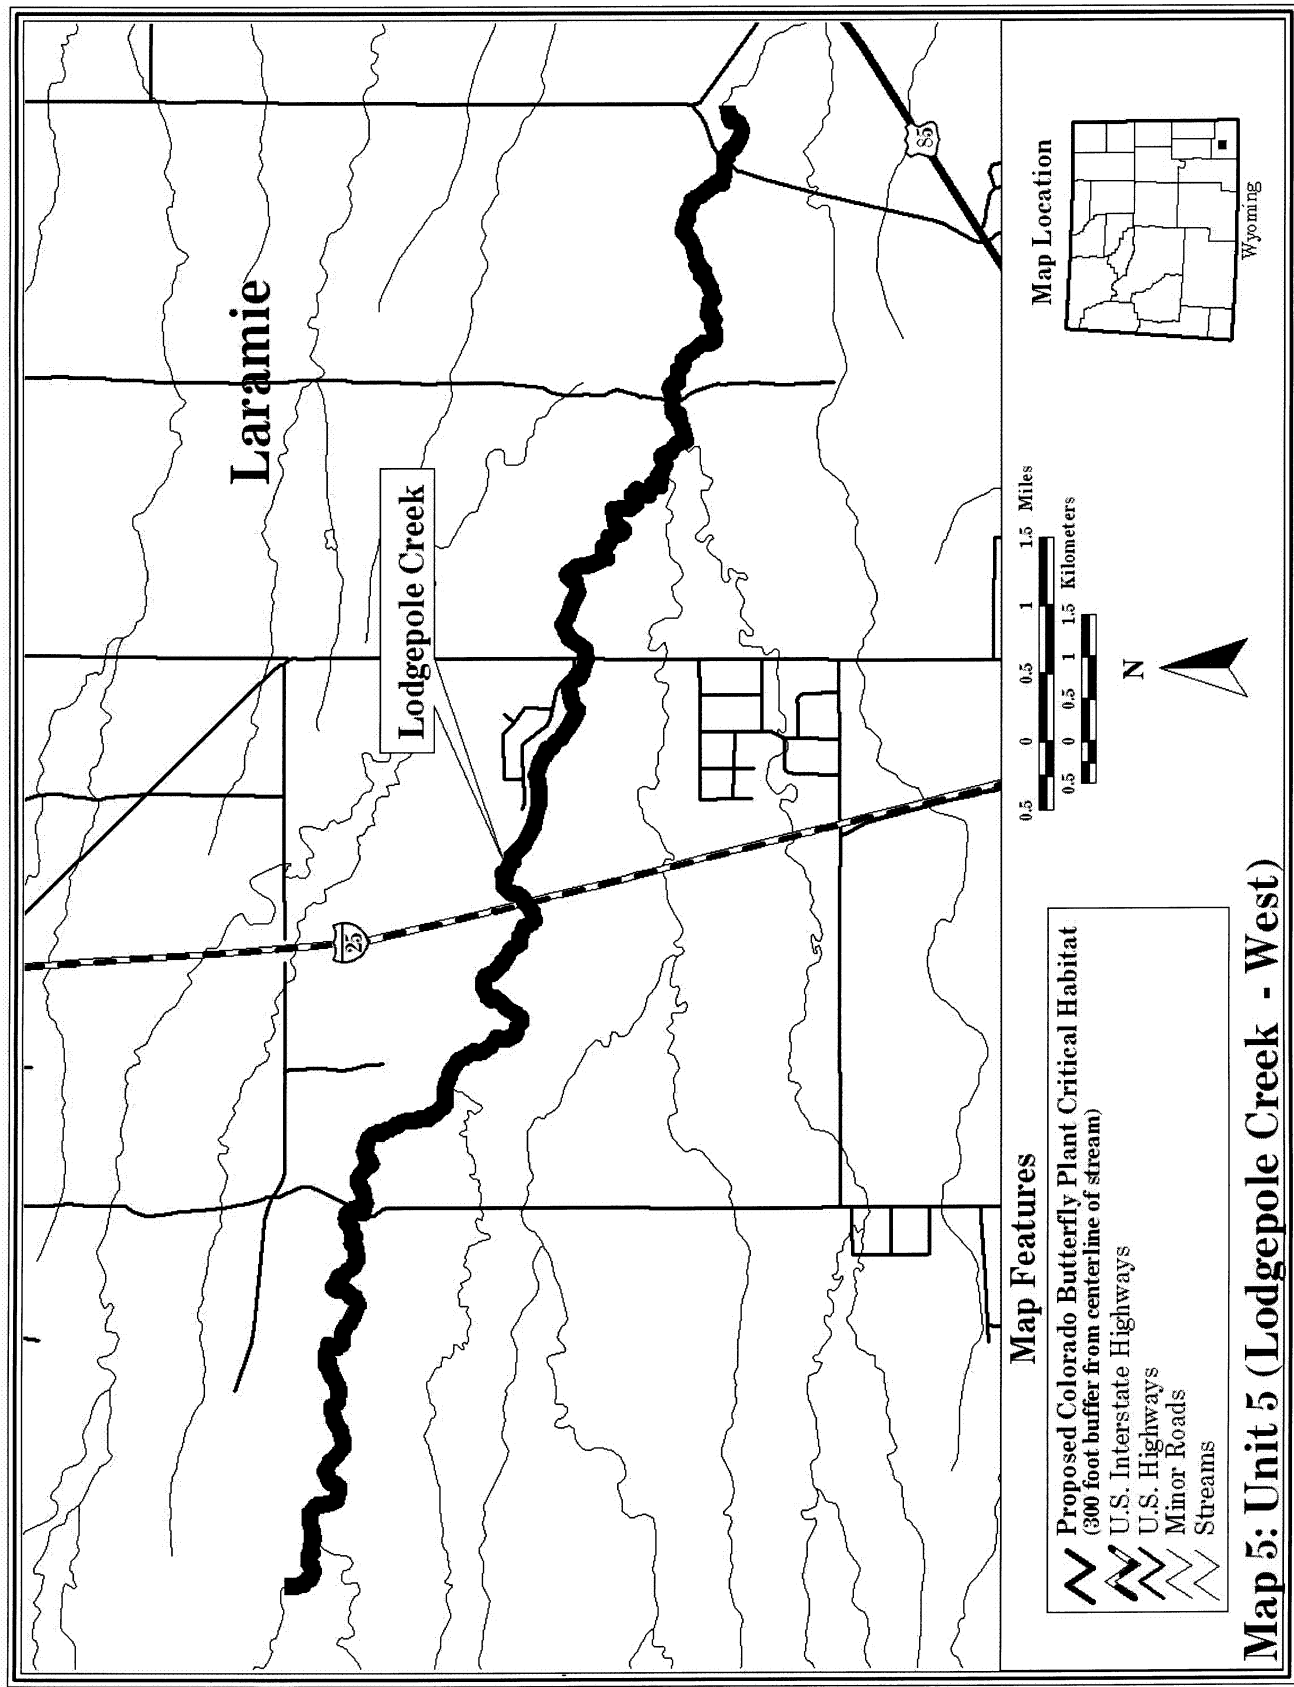 Laramie
Lodgepole Creek
25
85
Map Features
Proposed Colorado Butterfly Plant Critical Habitat
(300 foot buffer from centerline of stream)
U.S. Interstate Highways
U.S. Highways
Minor Roads
Streams
0.5 0 0.5 1 1.5 Miles
0.5 0 0.5 1 1.5 Kilometers
N
Map Location
Wyoming
Map 5: Unit 5 (Lodgepole Creek - West)